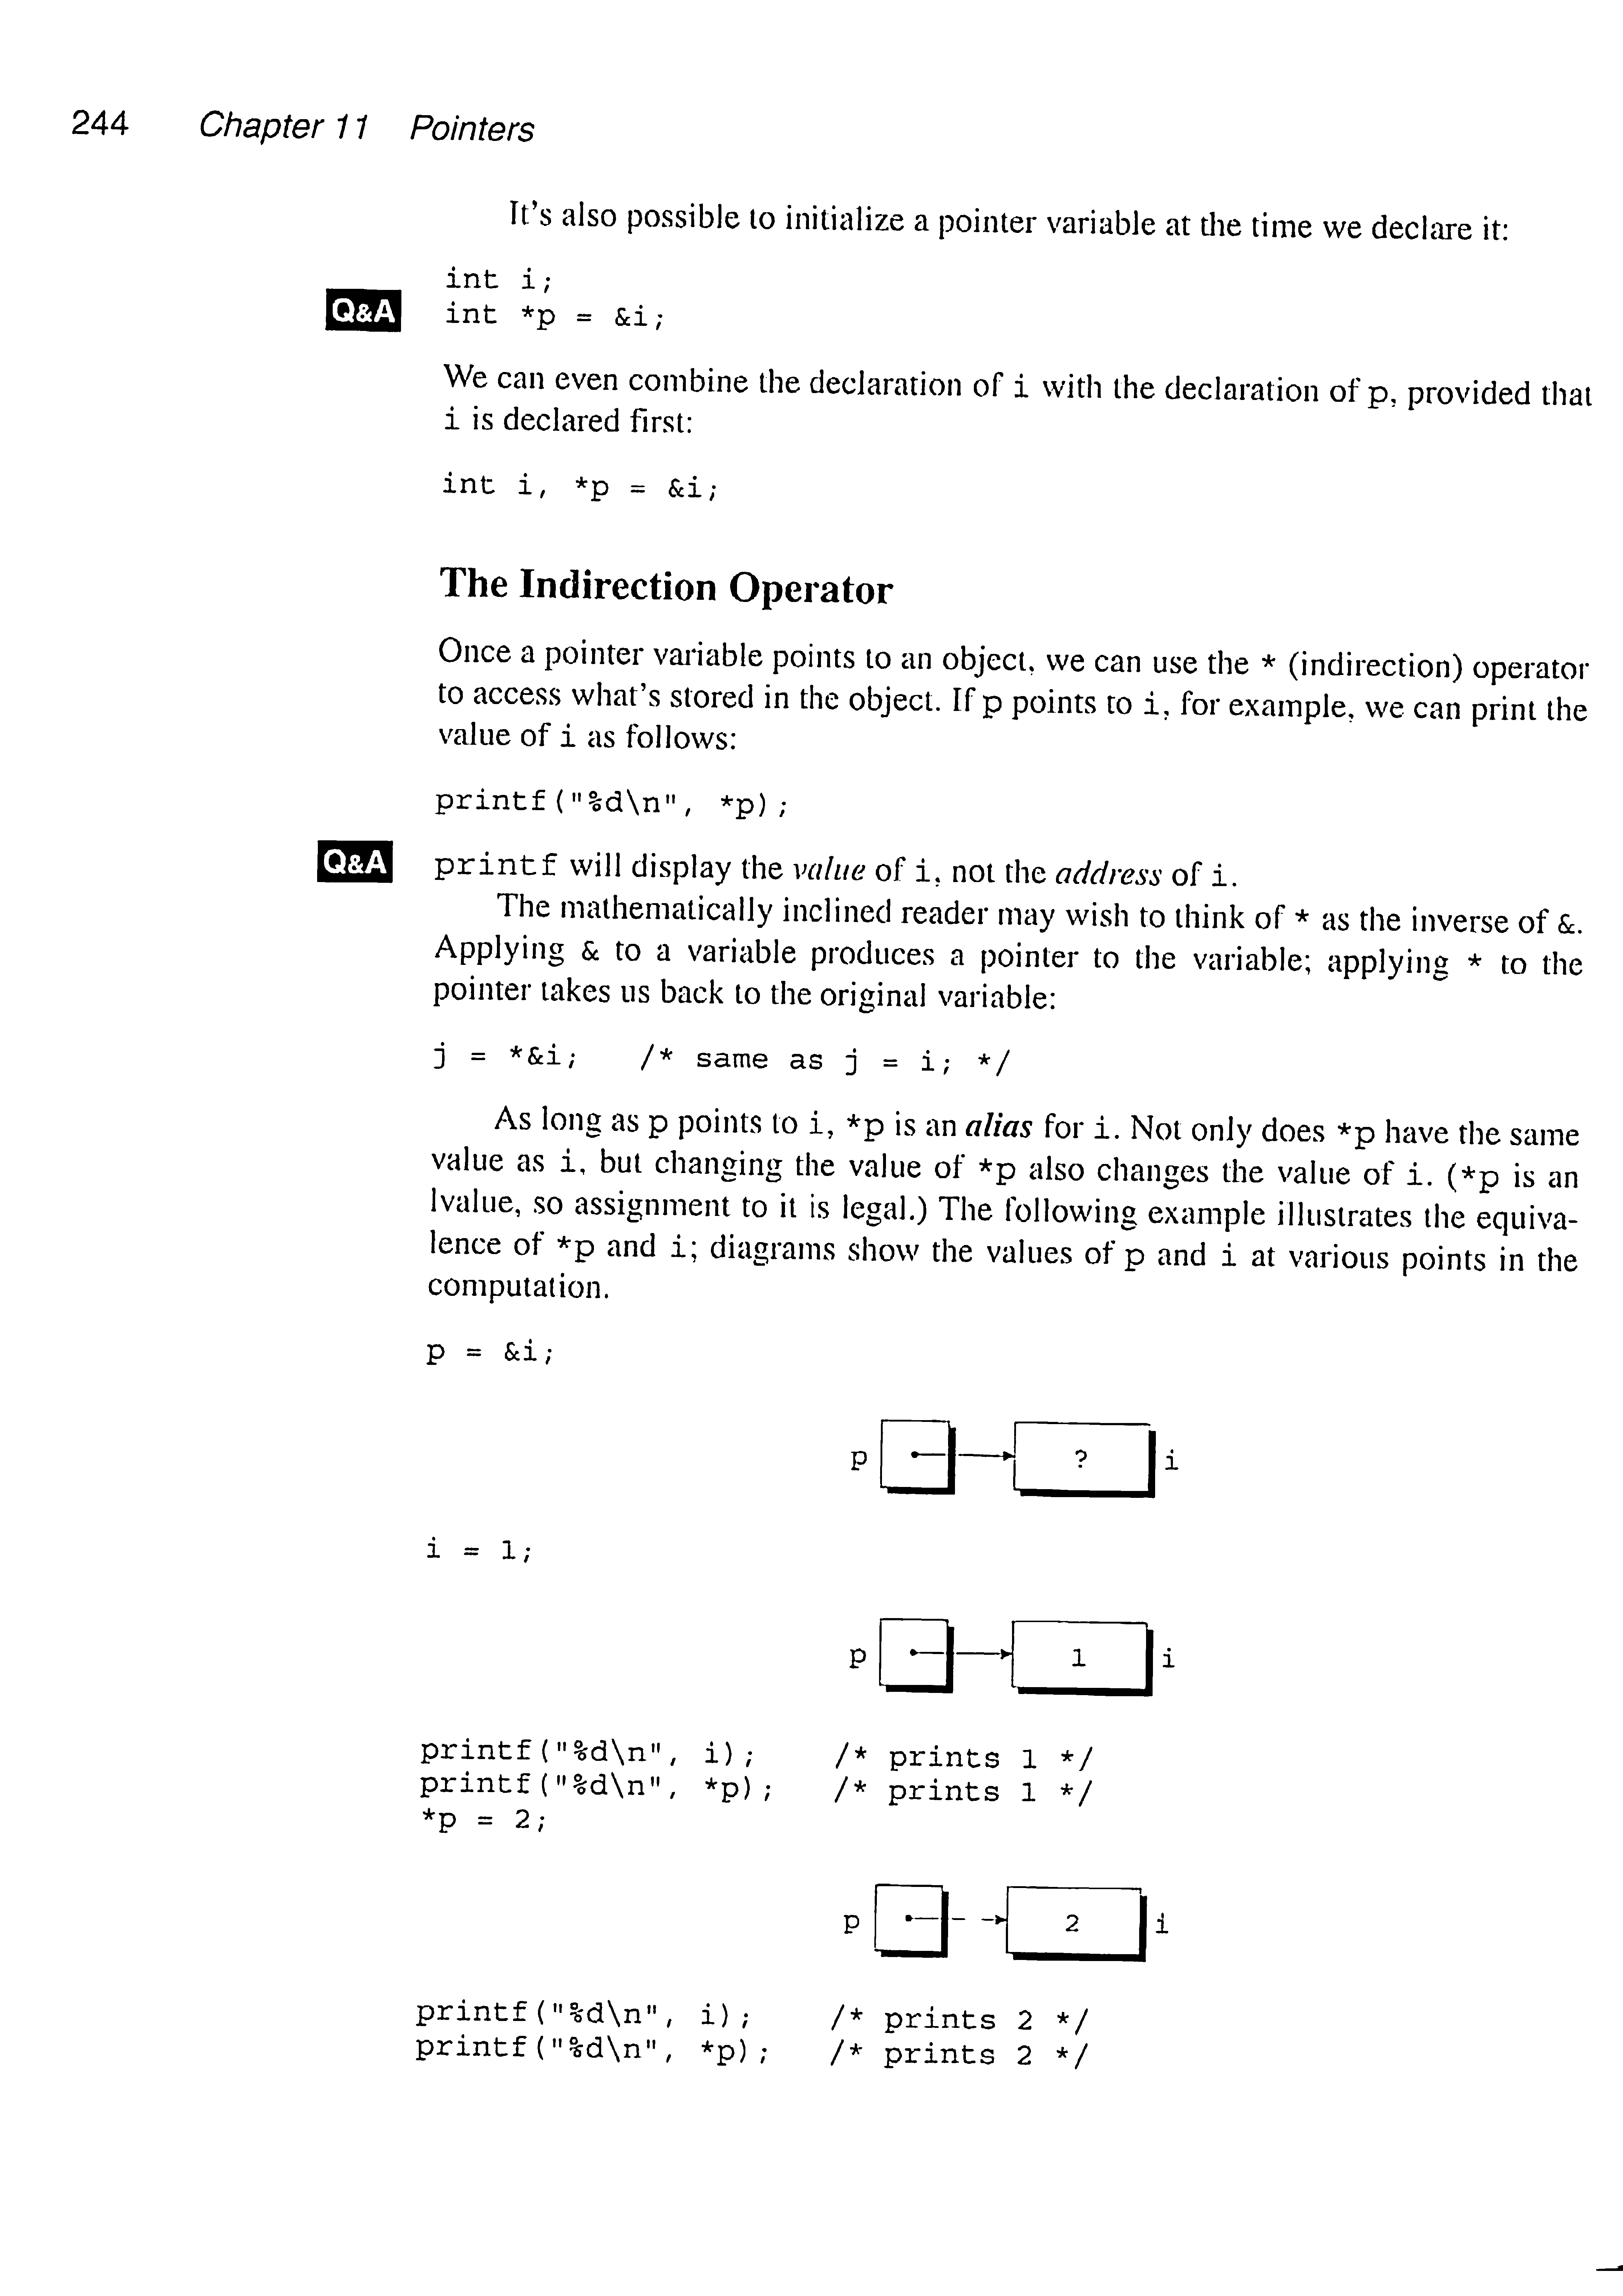 244 Chapter 11 Pointers
It's also possible to initialize a pointer variable at the time we declare it:
int i;
Q&A int *p = &i;
We can even combine the declaration of i with the declaration of p, provided that
i is declared first:
int i, *p = &i;
The Indirection Operator
Once a pointer variable points to an object, we can use the * (indirection) operator
to access what's stored in the object. If p points to i, for example, we can print the
value of i as follows:
printf("%d\n", *p);
Q&A printf will display the value of i, not the address of i.
The mathematically inclined reader may wish to think of * as the inverse of &.
Applying & to a variable produces a pointer to the variable; applying * to the
pointer takes us back to the original variable:
j = *&i; /* same as j = i; */
As long as p points to i, *p is an alias for i. Not only does *p have the same
value as i, but changing the value of *p also changes the value of i. (*p is an
lvalue, so assignment to it is legal.) The following example illustrates the equiva-
lence of *p and i; diagrams show the values of p and i at various points in the
computation.
p = &i;
p ? i
i = 1;
p 1 i
printf("%d\n", i); /* prints 1 */
printf("%d\n", *p); /* prints 1 */
*p = 2;
p 2 i
printf("%d\n", i); /* prints 2 */
printf("%d\n", *p); /* prints 2 */